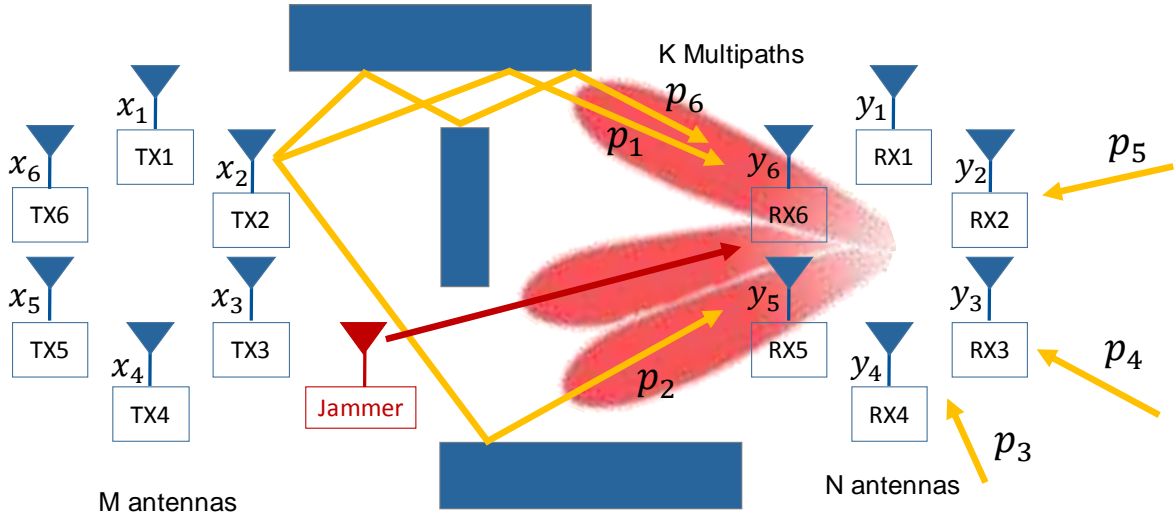 K Multipaths
x₁
TX1
x₆
TX6
x₂
TX2
x₅
TX5
x₃
TX3
x₄
TX4
Jammer
M antennas
p₆
p₁
p₂
y₁
RX1
y₆
RX6
y₂
RX2
p₅
y₅
RX5
y₃
RX3
p₄
y₄
RX4
p₃
N antennas